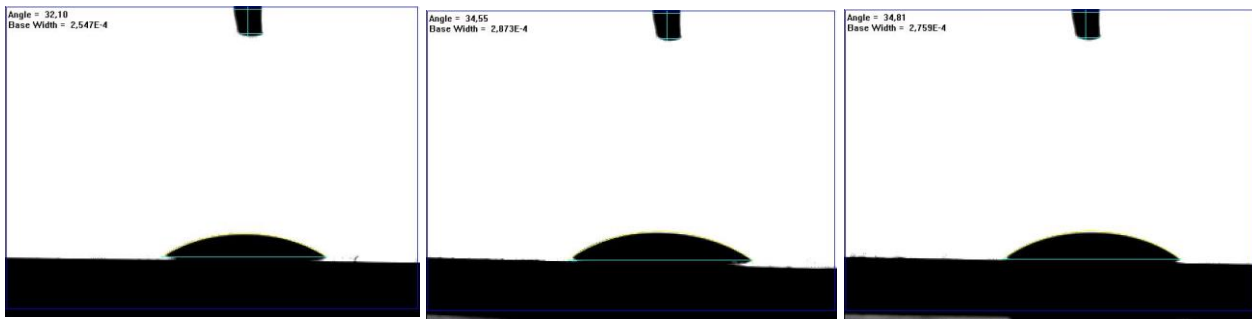 Angle = 32,10
Base Width = 2,547E-4
Angle = 34,55
Base Width = 2,873E-4
Angle = 34,81
Base Width = 2,759E-4